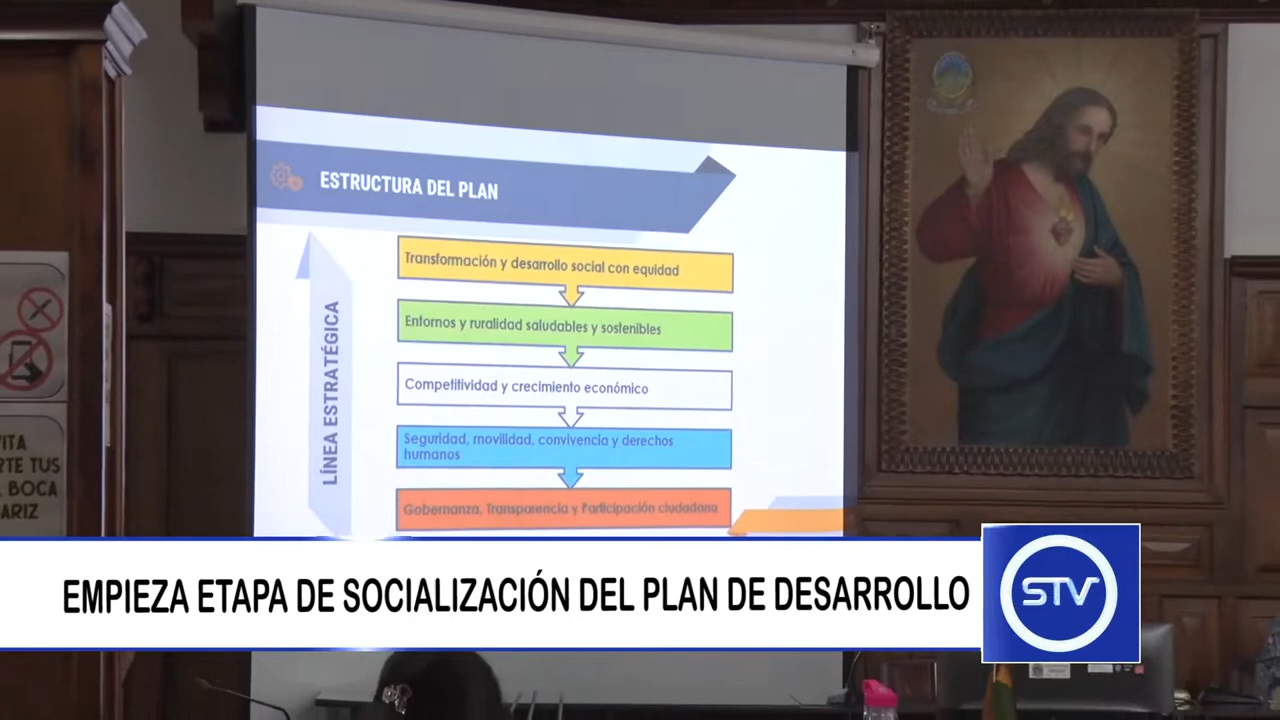 ESTRUCTURA DEL PLAN
LÍNEA ESTRATÉGICA
Transformación y desarrollo social con equidad
Entornos y ruralidad saludables y sostenibles
Competitividad y crecimiento económico
Seguridad, movilidad, convivencia y derechos
humanos
Gobernanza, Transparencia y Participación ciudadana
BOCA
EMPIEZA ETAPA DE SOCIALIZACIÓN DEL PLAN DE DESARROLLO
STV